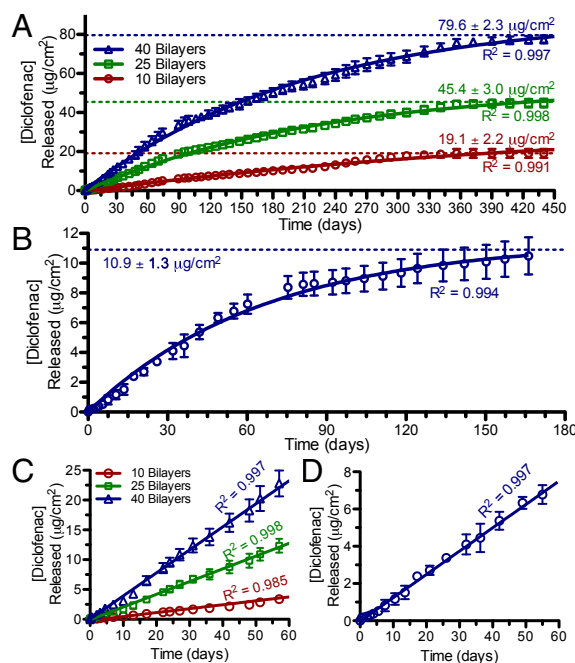 A
40 Bilayers
25 Bilayers
10 Bilayers
79.6 ± 2.3 µg/cm²
R² = 0.997
45.4 ± 3.0 µg/cm²
R² = 0.998
19.1 ± 2.2 µg/cm²
R² = 0.991
[Diclofenac]
Released (µg/cm²)
80
60
40
20
0
0 30 60 90 120 150 180 210 240 270 300 330 360 390 420 450
Time (days)
B
10.9 ± 1.3 µg/cm²
R² = 0.994
[Diclofenac]
Released (µg/cm²)
12
10
8
6
4
2
0
0 30 60 90 120 150 180
Time (days)
C
10 Bilayers
25 Bilayers
40 Bilayers
R² = 0.997
R² = 0.998
R² = 0.985
[Diclofenac]
Released (µg/cm²)
25
20
15
10
5
0
0 10 20 30 40 50 60
Time (days)
D
R² = 0.997
[Diclofenac]
Released (µg/cm²)
8
6
4
2
0
0 10 20 30 40 50 60
Time (days)